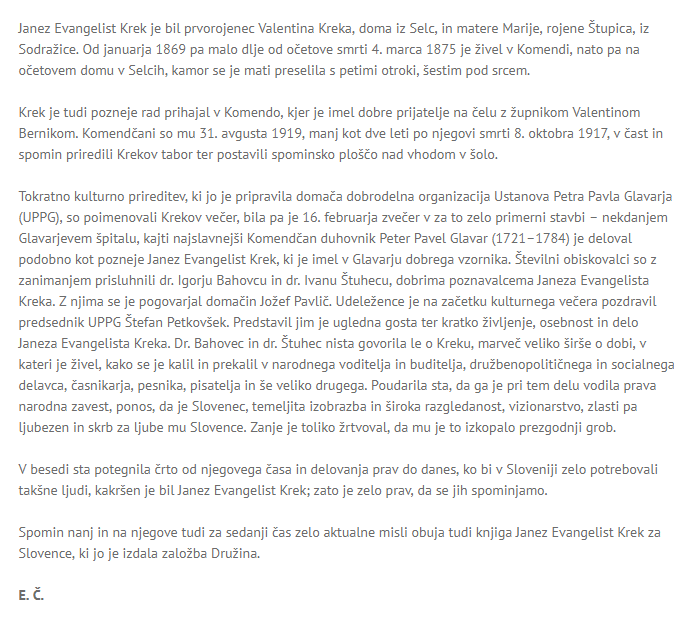 Janez Evangelist Krek je bil prvorojenec Valentina Kreka, doma iz Selc, in matere Marije, rojene Štupica, iz
Sodražice. Od januarja 1869 pa malo dlje od očetove smrti 4. marca 1875 je živel v Komendi, nato pa na
očetovem domu v Selcih, kamor se je mati preselila s petimi otroki, šestim pod srcem.
Krek je tudi pozneje rad prihajal v Komendo, kjer je imel dobre prijatelje na čelu z župnikom Valentinom
Bernikom. Komendčani so mu 31. avgusta 1919, manj kot dve leti po njegovi smrti 8. oktobra 1917, v čast in
spomin priredili Krekov tabor ter postavili spominsko ploščo nad vhodom v šolo.
Tokratno kulturno prireditev, ki jo je pripravila domača dobrodelna organizacija Ustanova Petra Pavla Glavarja
(UPPG), so poimenovali Krekov večer, bila pa je 16. februarja zvečer v za to zelo primerni stavbi – nekdanjem
Glavarjevem špitalu, kajti najslavnejši Komendčan duhovnik Peter Pavel Glavar (1721–1784) je deloval
podobno kot pozneje Janez Evangelist Krek, ki je imel v Glavarju dobrega vzornika. Številni obiskovalci so z
zanimanjem prisluhnili dr. Igorju Bahovcu in dr. Ivanu Štuhecu, dobrima poznavalcema Janeza Evangelista
Kreka. Z njima se je pogovarjal domačin Jožef Pavlič. Udeležence je na začetku kulturnega večera pozdravil
predsednik UPPG Štefan Petkovšek. Predstavil jim je ugledna gosta ter kratko življenje, osebnost in delo
Janeza Evangelista Kreka. Dr. Bahovec in dr. Štuhec nista govorila le o Kreku, marveč veliko širše o dobi, v
kateri je živel, kako se je kalil in prekalil v narodnega voditelja in buditelja, družbenopolitičnega in socialnega
delavca, časnikarja, pesnika, pisatelja in še veliko drugega. Poudarila sta, da ga je pri tem delu vodila prava
narodna zavest, ponos, da je Slovenec, temeljita izobrazba in široka razgledanost, vizionarstvo, zlasti pa
ljubezen in skrb za ljube mu Slovence. Zanje je toliko žrtvoval, da mu je to izkopalo prezgodnji grob.
V besedi sta potegnila črto od njegovega časa in delovanja prav do danes, ko bi v Sloveniji zelo potrebovali
takšne ljudi, kakršen je bil Janez Evangelist Krek; zato je zelo prav, da se jih spominjamo.
Spomin nanj in na njegove tudi za sedanji čas zelo aktualne misli obuja tudi knjiga Janez Evangelist Krek za
Slovence, ki jo je izdala založba Družina.
E. Č.